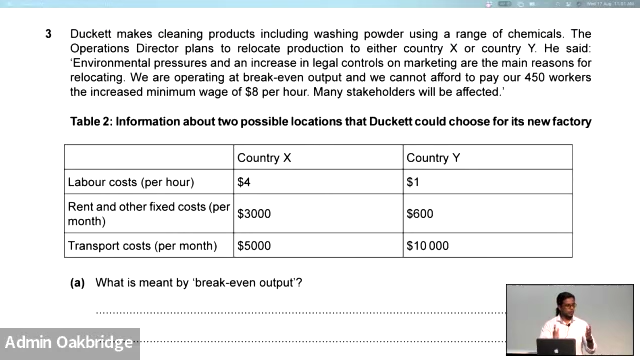 Wed 17 Aug 11:31 AM
3 Duckett makes cleaning products including washing powder using a range of chemicals. The
Operations Director plans to relocate production to either country X or country Y. He said:
‘Environmental pressures and an increase in legal controls on marketing are the main reasons for
relocating. We are operating at break-even output and we cannot afford to pay our 450 workers
the increased minimum wage of $8 per hour. Many stakeholders will be affected.’
Table 2: Information about two possible locations that Duckett could choose for its new factory
Country X Country Y
Labour costs (per hour) $4 $1
Rent and other fixed costs (per
month) $3000 $600
Transport costs (per month) $5000 $10 000
(a) What is meant by ‘break-even output’?
Admin Oakbridge